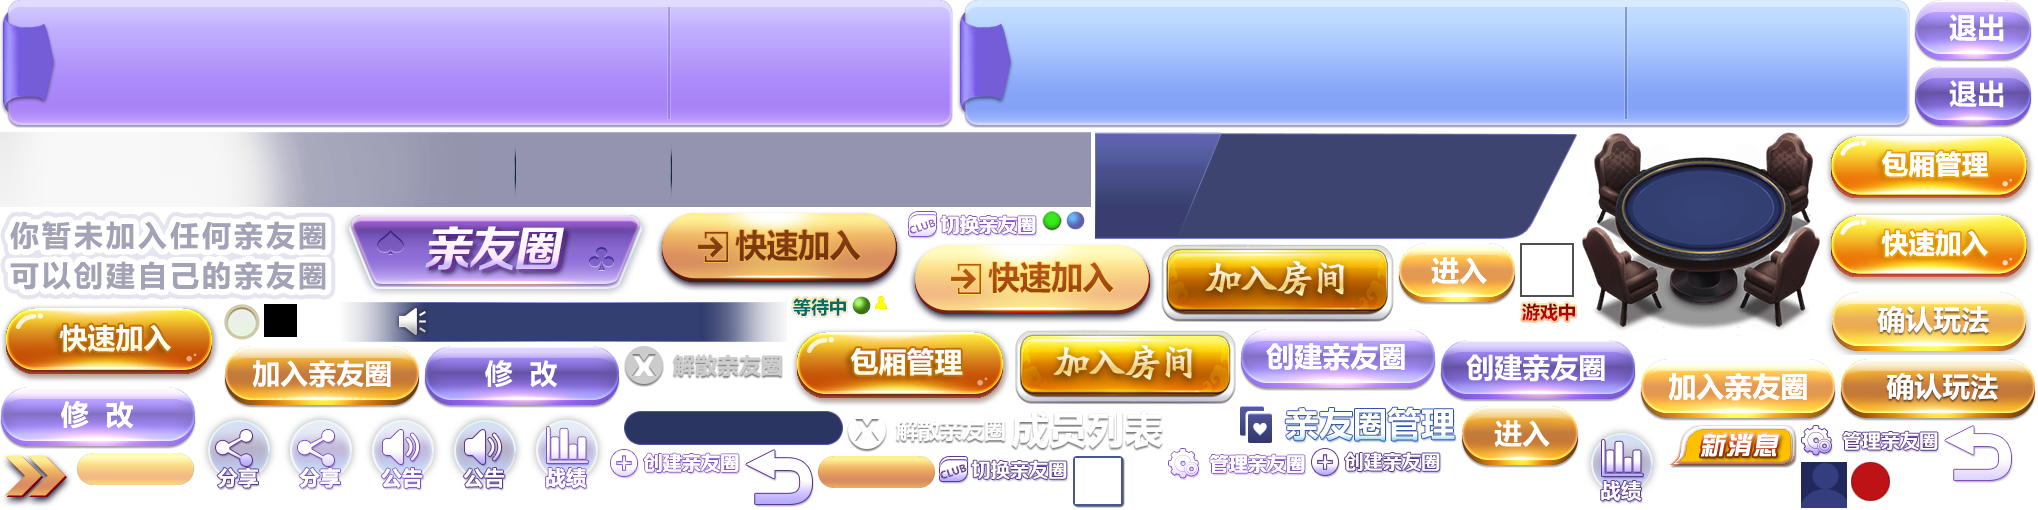 退出
退出
包厢管理
你暂未加入任何亲友圈
可以创建自己的亲友圈
亲友圈
快速加入
CLUB 切换亲友圈
快速加入
快速加入
加入房间
进入
游戏中
等待中
快速加入
确认玩法
包厢管理
加入房间
创建亲友圈
创建亲友圈
加入亲友圈
修 改
解散亲友圈
加入亲友圈
确认玩法
修 改
解散亲友圈
成员列表
亲友圈管理
进入
新消息
管理亲友圈
分享
分享
公告
公告
战绩
创建亲友圈
CLUB 切换亲友圈
管理亲友圈
创建亲友圈
战绩